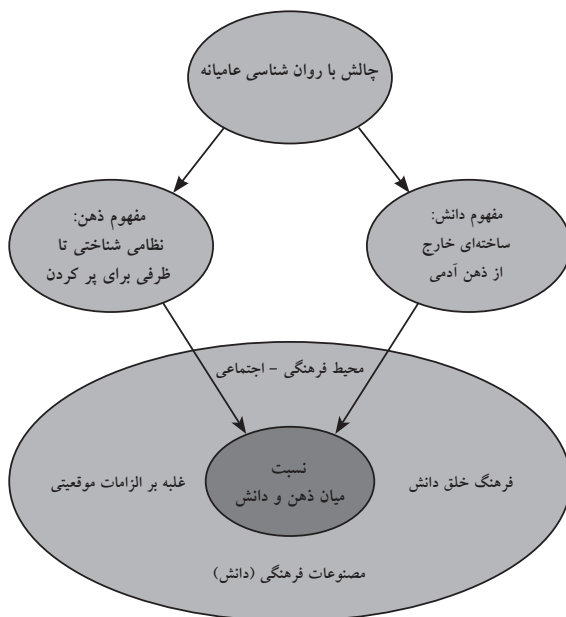 چالش با روان شناسی عامیانه
مفهوم دانش:
ساخته‌ای خارج
از ذهن آدمی
مفهوم ذهن:
نظامی شناختی تا
ظرفی برای پر کردن
محیط فرهنگی - اجتماعی
فرهنگ خلق دانش
نسبت
میان ذهن و دانش
غلبه بر الزامات موقعیتی
مصنوعات فرهنگی (دانش)